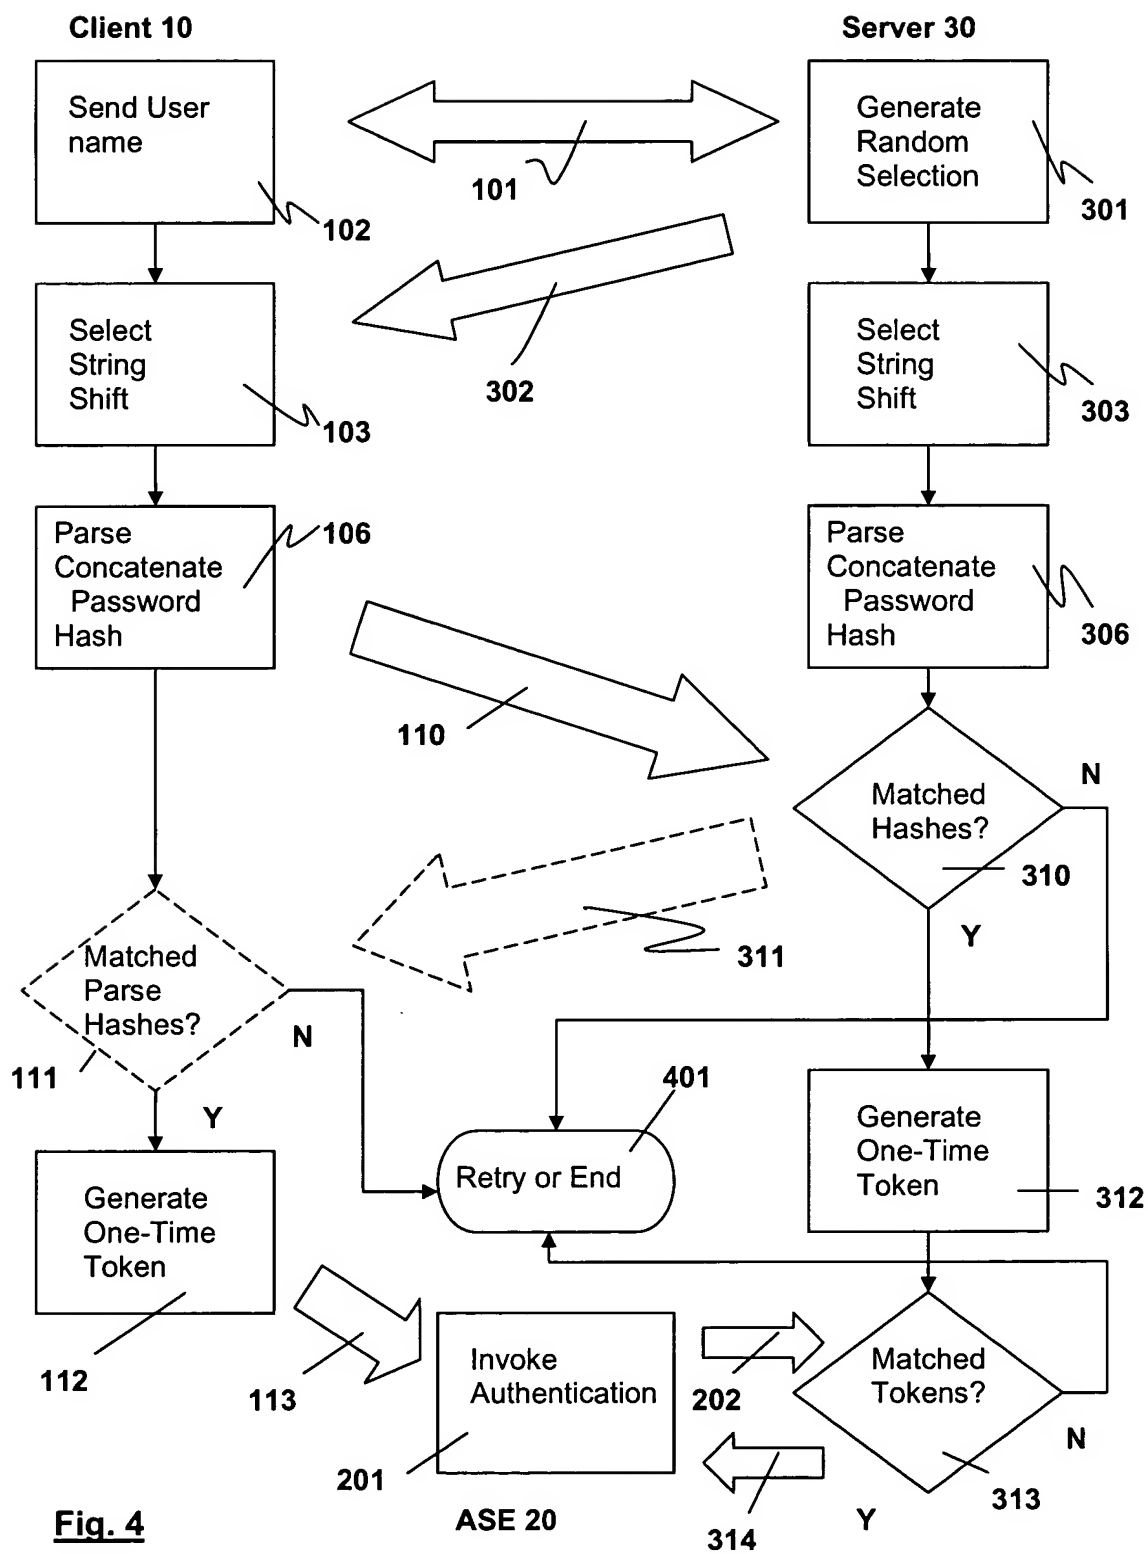 Client 10
Server 30
Send User
name
102
101
Generate
Random
Selection
301
302
Select
String
Shift
103
Select
String
Shift
303
Parse
Concatenate
Password
Hash
106
Parse
Concatenate
Password
Hash
306
110
Matched
Hashes?
310
N
Y
311
Matched
Parse
Hashes?
111
N
Y
401
Retry or End
Generate
One-Time
Token
312
Generate
One-Time
Token
112
113
Invoke
Authentication
201
202
Matched
Tokens?
313
N
314
Y
ASE 20
Fig. 4